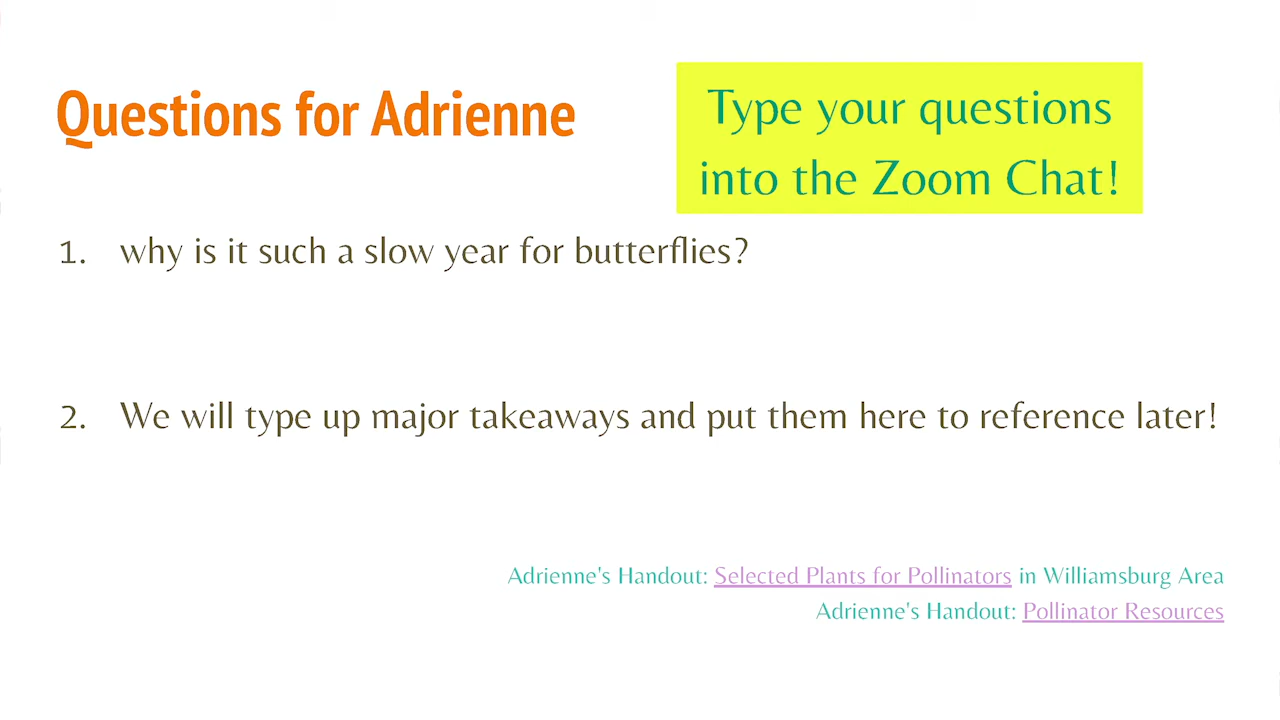 Questions for Adrienne
Type your questions
into the Zoom Chat!
1. why is it such a slow year for butterflies?
2. We will type up major takeaways and put them here to reference later!
Adrienne's Handout: Selected Plants for Pollinators in Williamsburg Area
Adrienne's Handout: Pollinator Resources